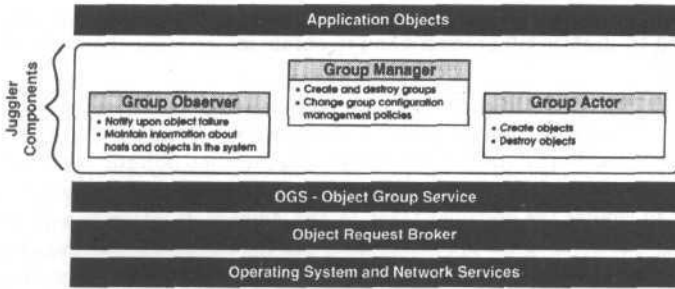 Application Objects
Juggler
Components
Group Manager
• Create and destroy groups
• Change group configuration
management policies
Group Observer
• Notify upon object failure
• Maintain information about
hosts and objects in the system
Group Actor
• Create objects
• Destroy objects
OGS - Object Group Service
Object Request Broker
Operating System and Network Services